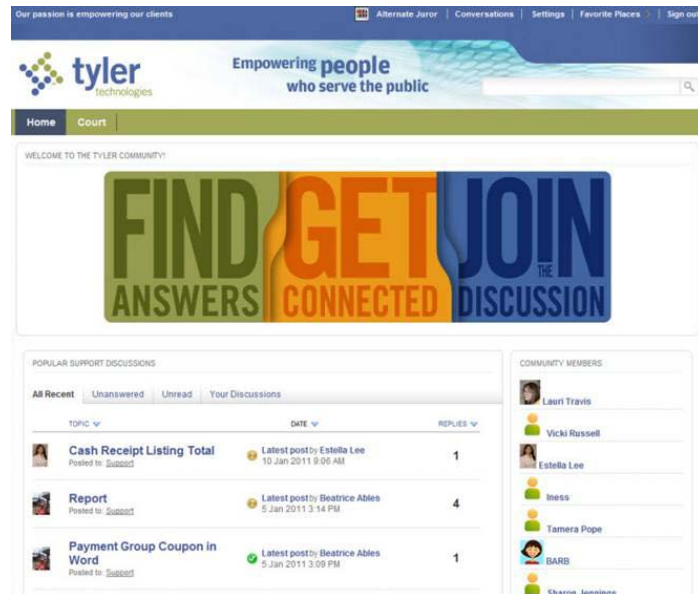 Our passion is empowering our clients
Alternate Juror | Conversations | Settings | Favorite Places | Sign out
tyler
technologies
Empowering people
who serve the public
Home
Court
WELCOME TO THE TYLER COMMUNITY!
FIND
ANSWERS
GET
CONNECTED
JOIN
THE
DISCUSSION
POPULAR SUPPORT DISCUSSIONS
All Recent Unanswered Unread Your Discussions
TOPIC DATE REPLIES
Cash Receipt Listing Total
Posted to: Support
Latest post by Estella Lee
10 Jan 2011 9:06 AM
1
Report
Posted to: Support
Latest post by Beatrice Ables
5 Jan 2011 3:14 PM
4
Payment Group Coupon in
Word
Posted to: Support
Latest post by Beatrice Ables
5 Jan 2011 3:09 PM
1
COMMUNITY MEMBERS
Lauri Travis
Vicki Russell
Estella Lee
Iness
Tamera Pope
BARB
Sharon Jennings